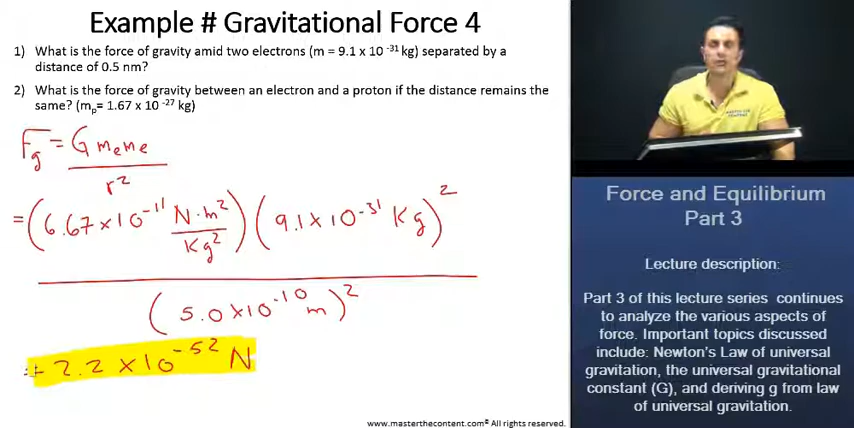 Example # Gravitational Force 4
1) What is the force of gravity amid two electrons (m = 9.1 x 10 ⁻³¹ kg) separated by a
distance of 0.5 nm?
2) What is the force of gravity between an electron and a proton if the distance remains the
same? (mₚ= 1.67 x 10 ⁻²⁷ kg)
F_g = G mₑmₑ
r²
= (6.67 x 10⁻¹¹ N·m² / Kg²) (9.1 x 10⁻³¹ Kg)²
(5.0 x 10⁻¹⁰ m)²
= 2.2 x 10⁻⁵² N
www.masterthecontent.com® All rights reserved.
Force and Equilibrium
Part 3
Lecture description:
Part 3 of this lecture series continues
to analyze the various aspects of
force. Important topics discussed
include: Newton's Law of universal
gravitation, the universal gravitational
constant (G), and deriving g from law
of universal gravitation.